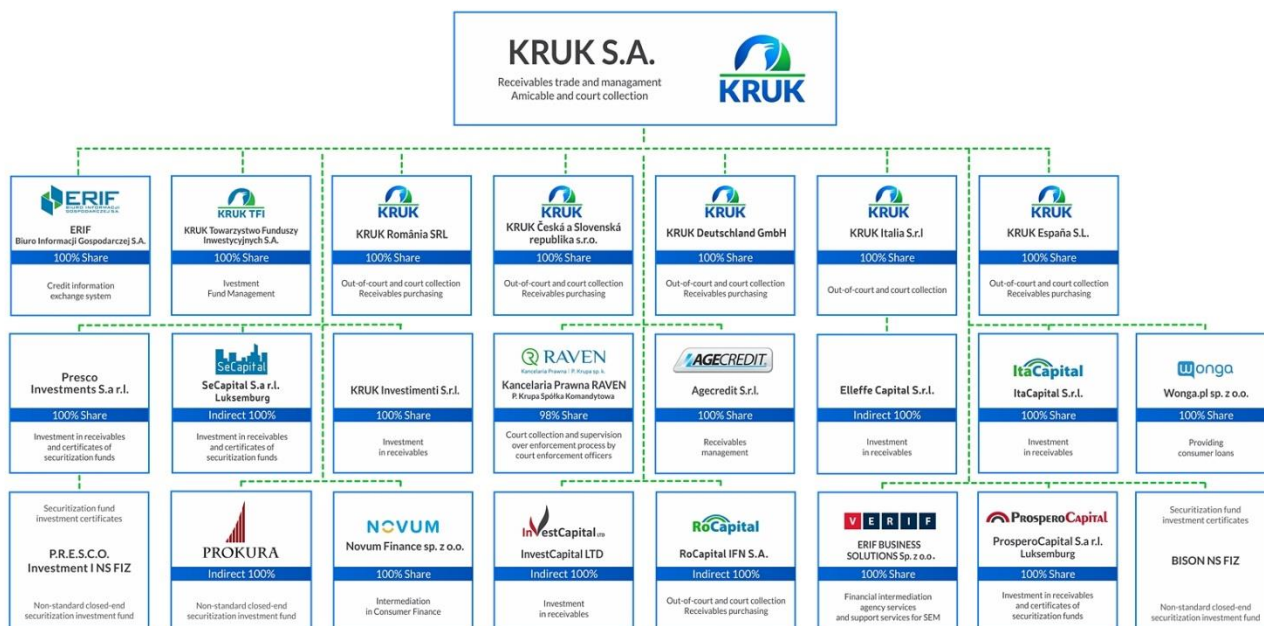 KRUK S.A.
Receivables trade and managament
Amicable and court collection
KRUK
ERIF
BIURO INFORMACJI
GOSPODARCZEJ S.A.
ERIF
Biuro Informacji Gospodarczej S.A.
100% Share
Credit information
exchange system
KRUK TFI
KRUK Towarzystwo Funduszy
Inwestycyjnych S.A.
100% Share
Ivestment
Fund Management
KRUK
KRUK România SRL
100% Share
Out-of-court and court collection
Receivables purchasing
KRUK
KRUK Česká a Slovenská
republika s.r.o.
100% Share
Out-of-court and court collection
Receivables purchasing
KRUK
KRUK Deutschland GmbH
100% Share
Out-of-court and court collection
Receivables purchasing
KRUK
KRUK Italia S.r.l
100% Share
Out-of-court and court collection
KRUK
KRUK España S.L.
100% Share
Out-of-court and court collection
Receivables purchasing
Presco
Investments S.a r.l.
100% Share
Investment in receivables
and certificates of
securitization funds
SeCapital
SeCapital S.a r.l.
Luksemburg
Indirect 100%
Investment in receivables
and certificates of
securitization funds
KRUK Investimenti S.r.l.
100% Share
Investment
in receivables
RAVEN
Kancelaria Prawna | P. Krupa sp. k.
Kancelaria Prawna RAVEN
P. Krupa Spółka Komandytowa
98% Share
Court collection and supervision
over enforcement process by
court enforcement officers
AGECREDIT
Agecredit S.r.l.
100% Share
Receivables
management
Elleffe Capital S.r.l.
Indirect 100%
Investment
in receivables
ItaCapital
ItaCapital S.r.l.
100% Share
Investment
in receivables
wonga
Wonga.pl sp. z o.o.
100% Share
Providing
consumer loans
Securitization fund
investment certificates
P.R.E.S.C.O.
Investment I NS FIZ
Non-standard closed-end
securitization investment fund
PROKURA
Indirect 100%
Non-standard closed-end
securitization investment fund
NOVUM
Novum Finance sp. z o.o.
100% Share
Intermediation
in Consumer Finance
InvestCapital LTD
InvestCapital LTD
Indirect 100%
Investment
in receivables
RoCapital
RoCapital IFN S.A.
Indirect 100%
Out-of-court and court collection
Receivables purchasing
VERIF
ERIF BUSINESS
SOLUTIONS Sp. z o.o.
100% Share
Financial intermediation
agency services
and support services for SEM
PROSPEROCAPITAL
ProsperoCapital S.a r.l.
Luksemburg
100% Share
Investment in receivables
and certificates of
securitization funds
Securitization fund
investment certificates
BISON NS FIZ
Non-standard closed-end
securitization investment fund